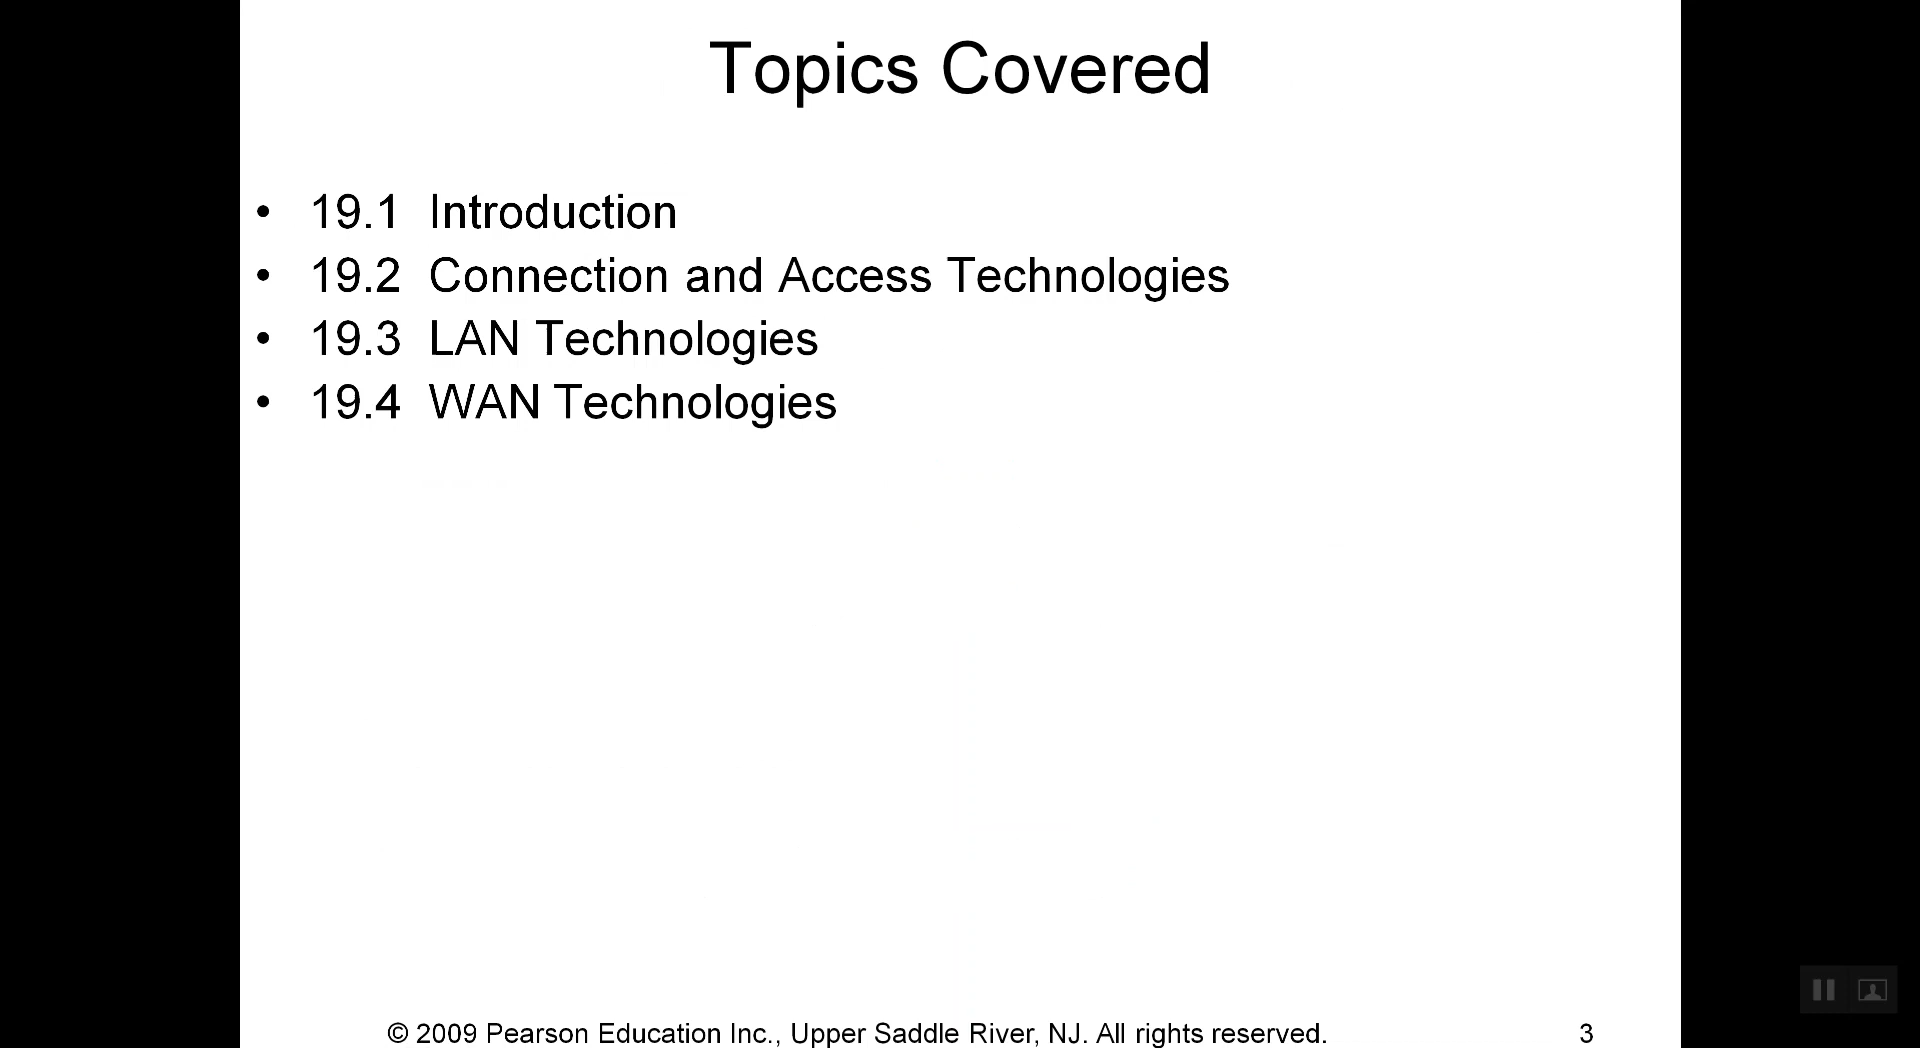 Topics Covered
• 19.1 Introduction
• 19.2 Connection and Access Technologies
• 19.3 LAN Technologies
• 19.4 WAN Technologies
© 2009 Pearson Education Inc., Upper Saddle River, NJ. All rights reserved.
3